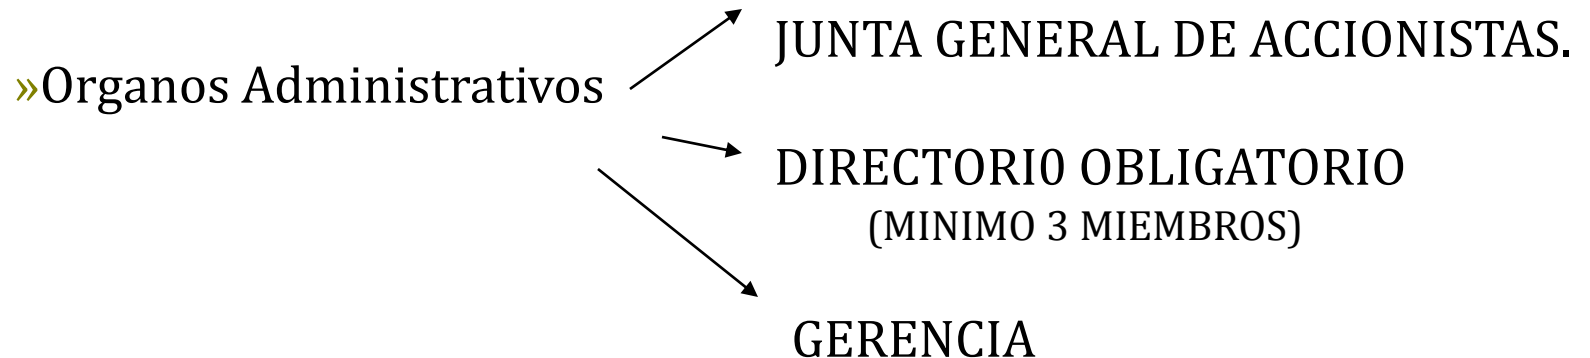 »Organos Administrativos
JUNTA GENERAL DE ACCIONISTAS.
DIRECTORI0 OBLIGATORIO
(MINIMO 3 MIEMBROS)
GERENCIA